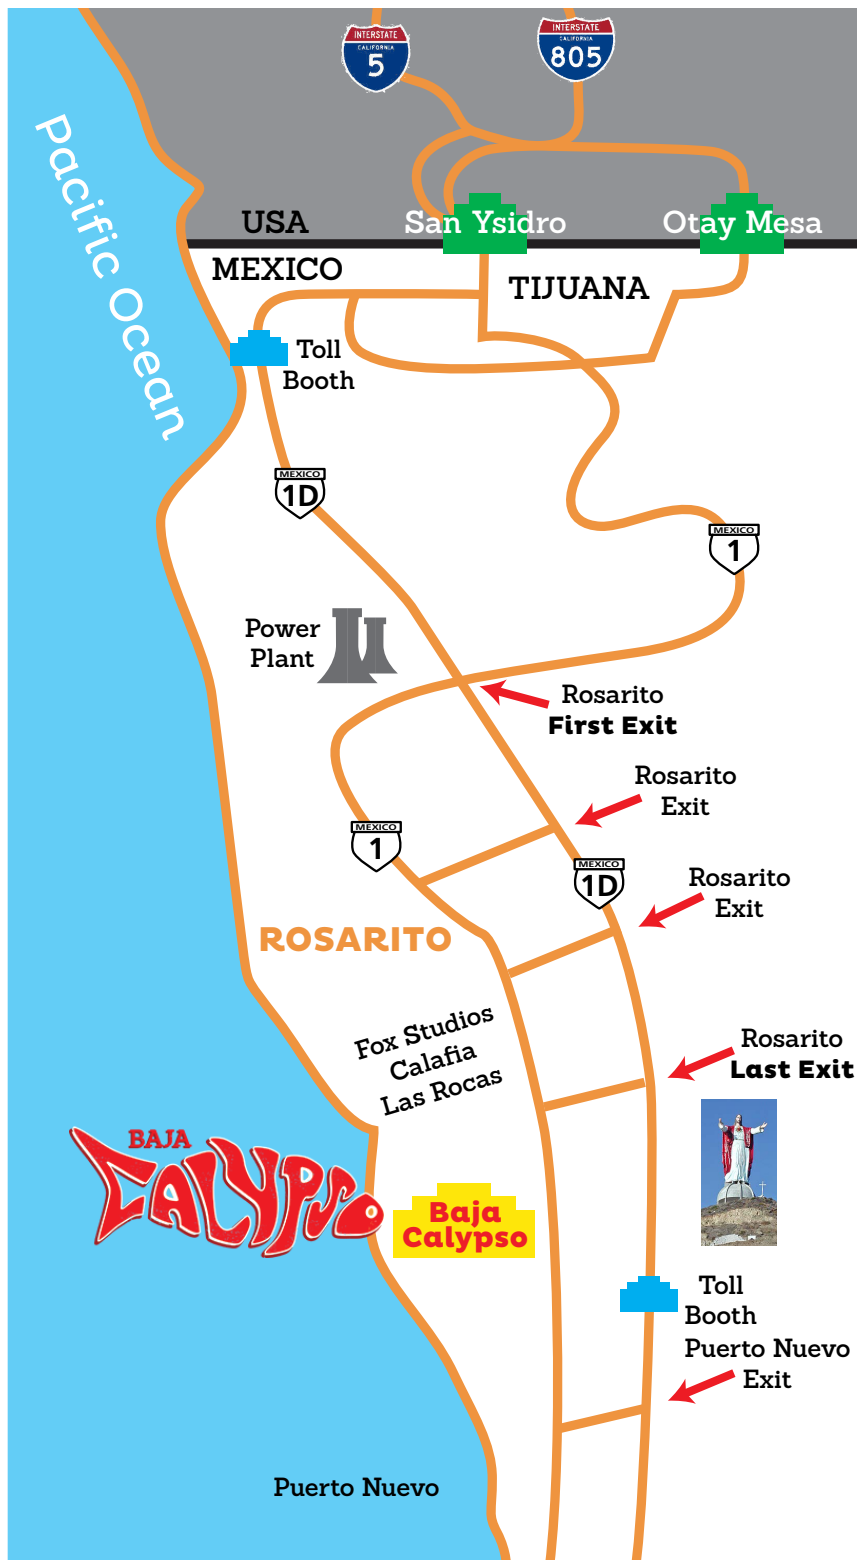 INTERSTATE
CALIFORNIA
5
INTERSTATE
CALIFORNIA
805
Pacific Ocean
USA
San Ysidro
Otay Mesa
MEXICO
TIJUANA
Toll
Booth
MEXICO
1D
MEXICO
1
Power
Plant
Rosarito
First Exit
Rosarito
Exit
MEXICO
1
MEXICO
1D
Rosarito
Exit
ROSARITO
Fox Studios
Calafia
Las Rocas
Rosarito
Last Exit
BAJA
CALYPSO
Baja
Calypso
Toll
Booth
Puerto Nuevo
Exit
Puerto Nuevo